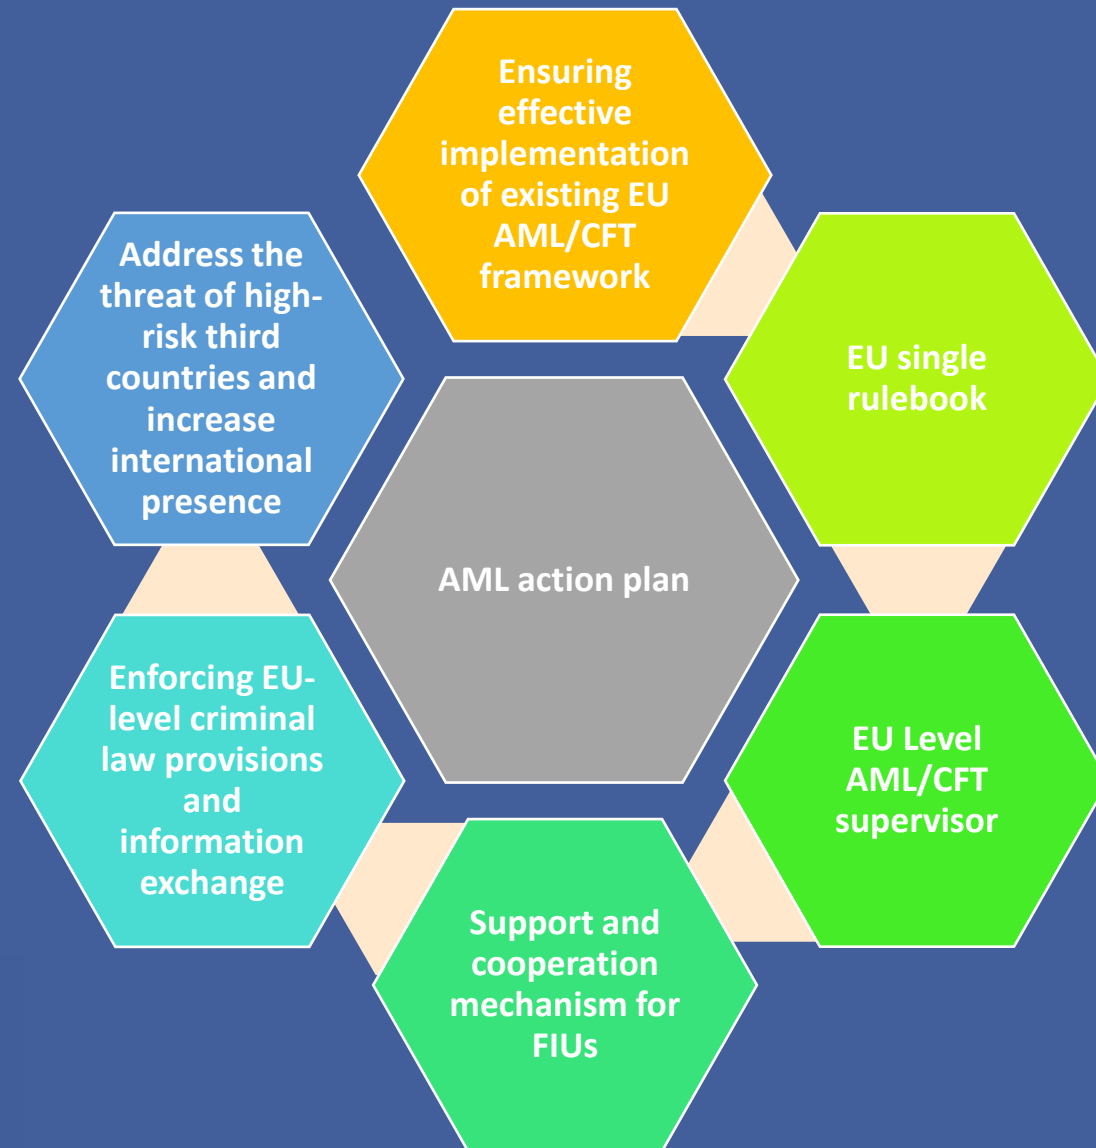 Ensuring
effective
implementation
of existing EU
AML/CFT
framework
EU single
rulebook
EU Level
AML/CFT
supervisor
Support and
cooperation
mechanism for
FIUs
Enforcing EU-
level criminal
law provisions
and
information
exchange
Address the
threat of high-
risk third
countries and
increase
international
presence
AML action plan